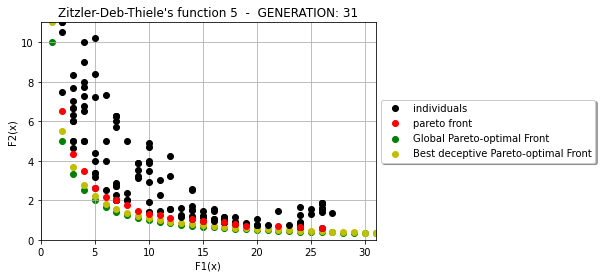 Zitzler-Deb-Thiele's function 5 - GENERATION: 31
10
8
6
4
2
0
F2(x)
0 5 10 15 20 25 30
F1(x)
individuals
pareto front
Global Pareto-optimal Front
Best deceptive Pareto-optimal Front